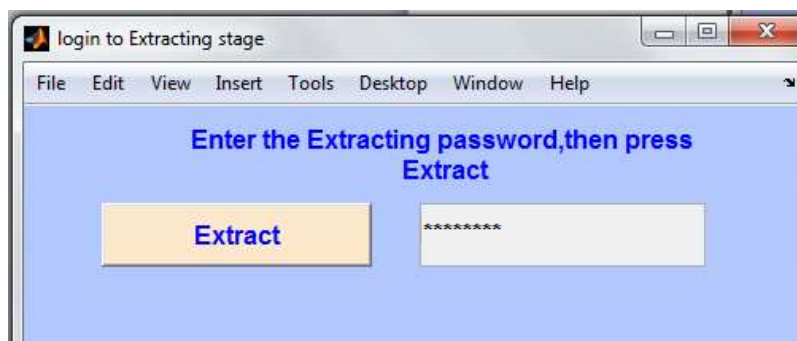 login to Extracting stage
File Edit View Insert Tools Desktop Window Help
Enter the Extracting password,then press
Extract
Extract ********